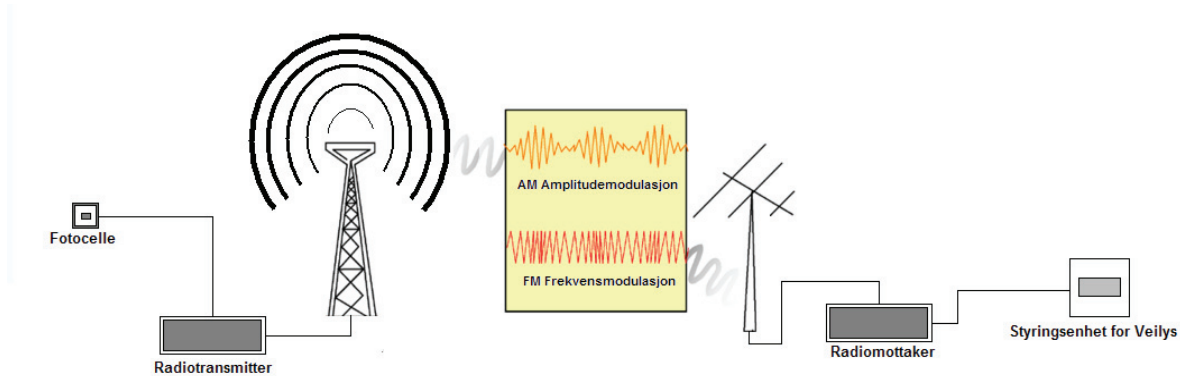 AM Amplitudemodulasjon
Fotocelle
FM Frekvensmodulasjon
Styringsenhet for Veilys
Radiomottaker
Radiotransmitter